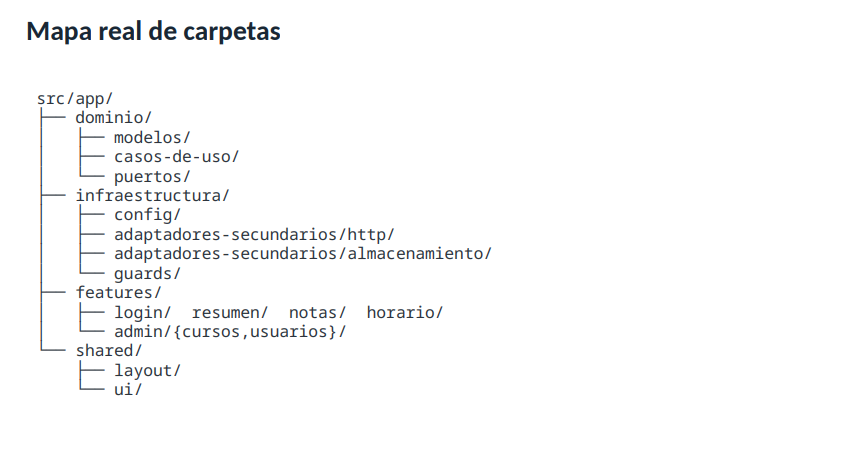 Mapa real de carpetas
src/app/
├── dominio/
│   ├── modelos/
│   ├── casos-de-uso/
│   └── puertos/
├── infraestructura/
│   ├── config/
│   ├── adaptadores-secundarios/http/
│   ├── adaptadores-secundarios/almacenamiento/
│   └── guards/
├── features/
│   ├── login/  resumen/  notas/  horario/
│   └── admin/{cursos,usuarios}/
└── shared/
    ├── layout/
    └── ui/